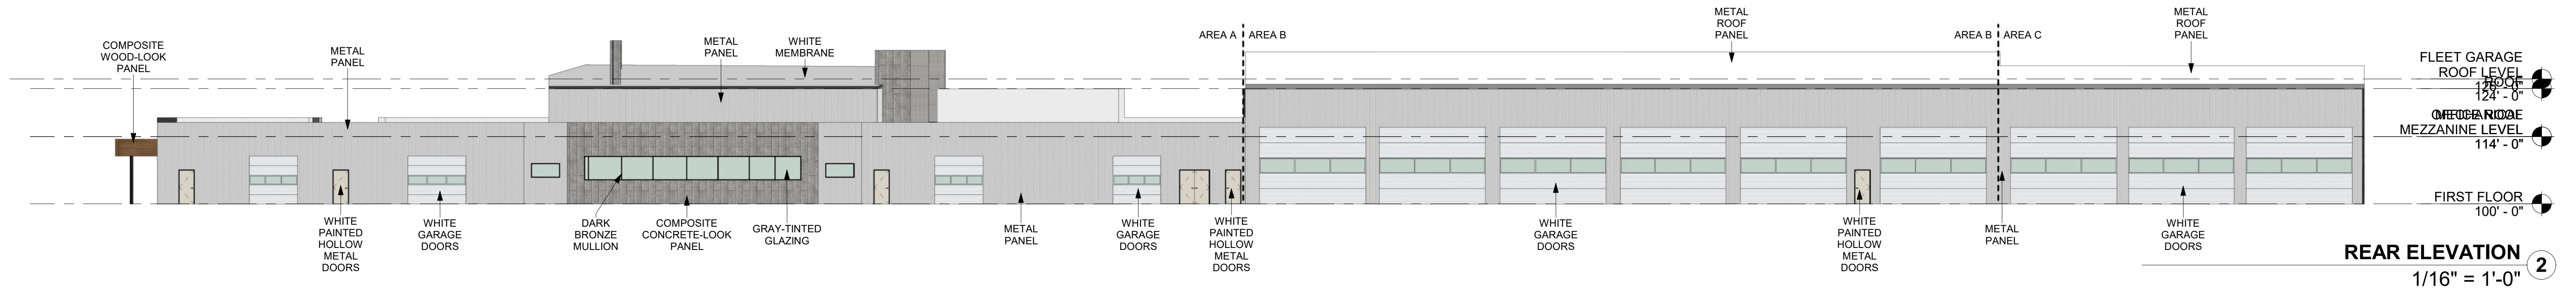 COMPOSITE
WOOD-LOOK
PANEL
METAL
PANEL
METAL
PANEL
WHITE
MEMBRANE
AREA A
AREA B
METAL
ROOF
PANEL
AREA B
AREA C
METAL
ROOF
PANEL
FLEET GARAGE
ROOF LEVEL
ROOF
124' - 0"
MEZZANINE LEVEL
114' - 0"
FIRST FLOOR
100' - 0"
WHITE
PAINTED
HOLLOW
METAL
DOORS
WHITE
GARAGE
DOORS
DARK
BRONZE
MULLION
COMPOSITE
CONCRETE-LOOK
PANEL
GRAY-TINTED
GLAZING
METAL
PANEL
WHITE
GARAGE
DOORS
WHITE
PAINTED
HOLLOW
METAL
DOORS
WHITE
GARAGE
DOORS
WHITE
PAINTED
HOLLOW
METAL
DOORS
METAL
PANEL
WHITE
GARAGE
DOORS
REAR ELEVATION
2
1/16" = 1'-0"